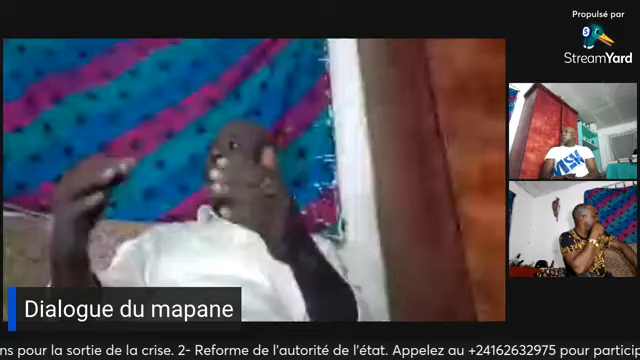 Propulsé par
StreamYard
Dialogue du mapane
ns pour la sortie de la crise. 2- Reforme de l'autorité de l'état. Appelez au +24162632975 pour particip